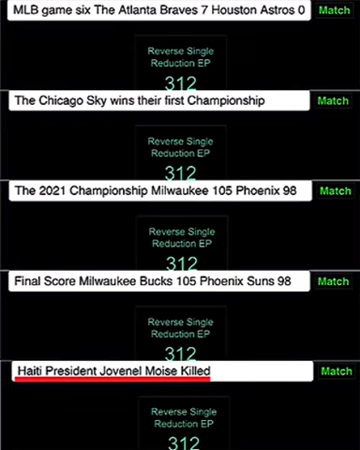 MLB game six The Atlanta Braves 7 Houston Astros 0 Match
Reverse Single
Reduction EP
312
The Chicago Sky wins their first Championship Match
Reverse Single
Reduction EP
312
The 2021 Championship Milwaukee 105 Phoenix 98 Match
Reverse Single
Reduction EP
312
Final Score Milwaukee Bucks 105 Phoenix Suns 98 Match
Reverse Single
Reduction EP
312
Haiti President Jovenel Moise Killed Match
Reverse Single
Reduction EP
312